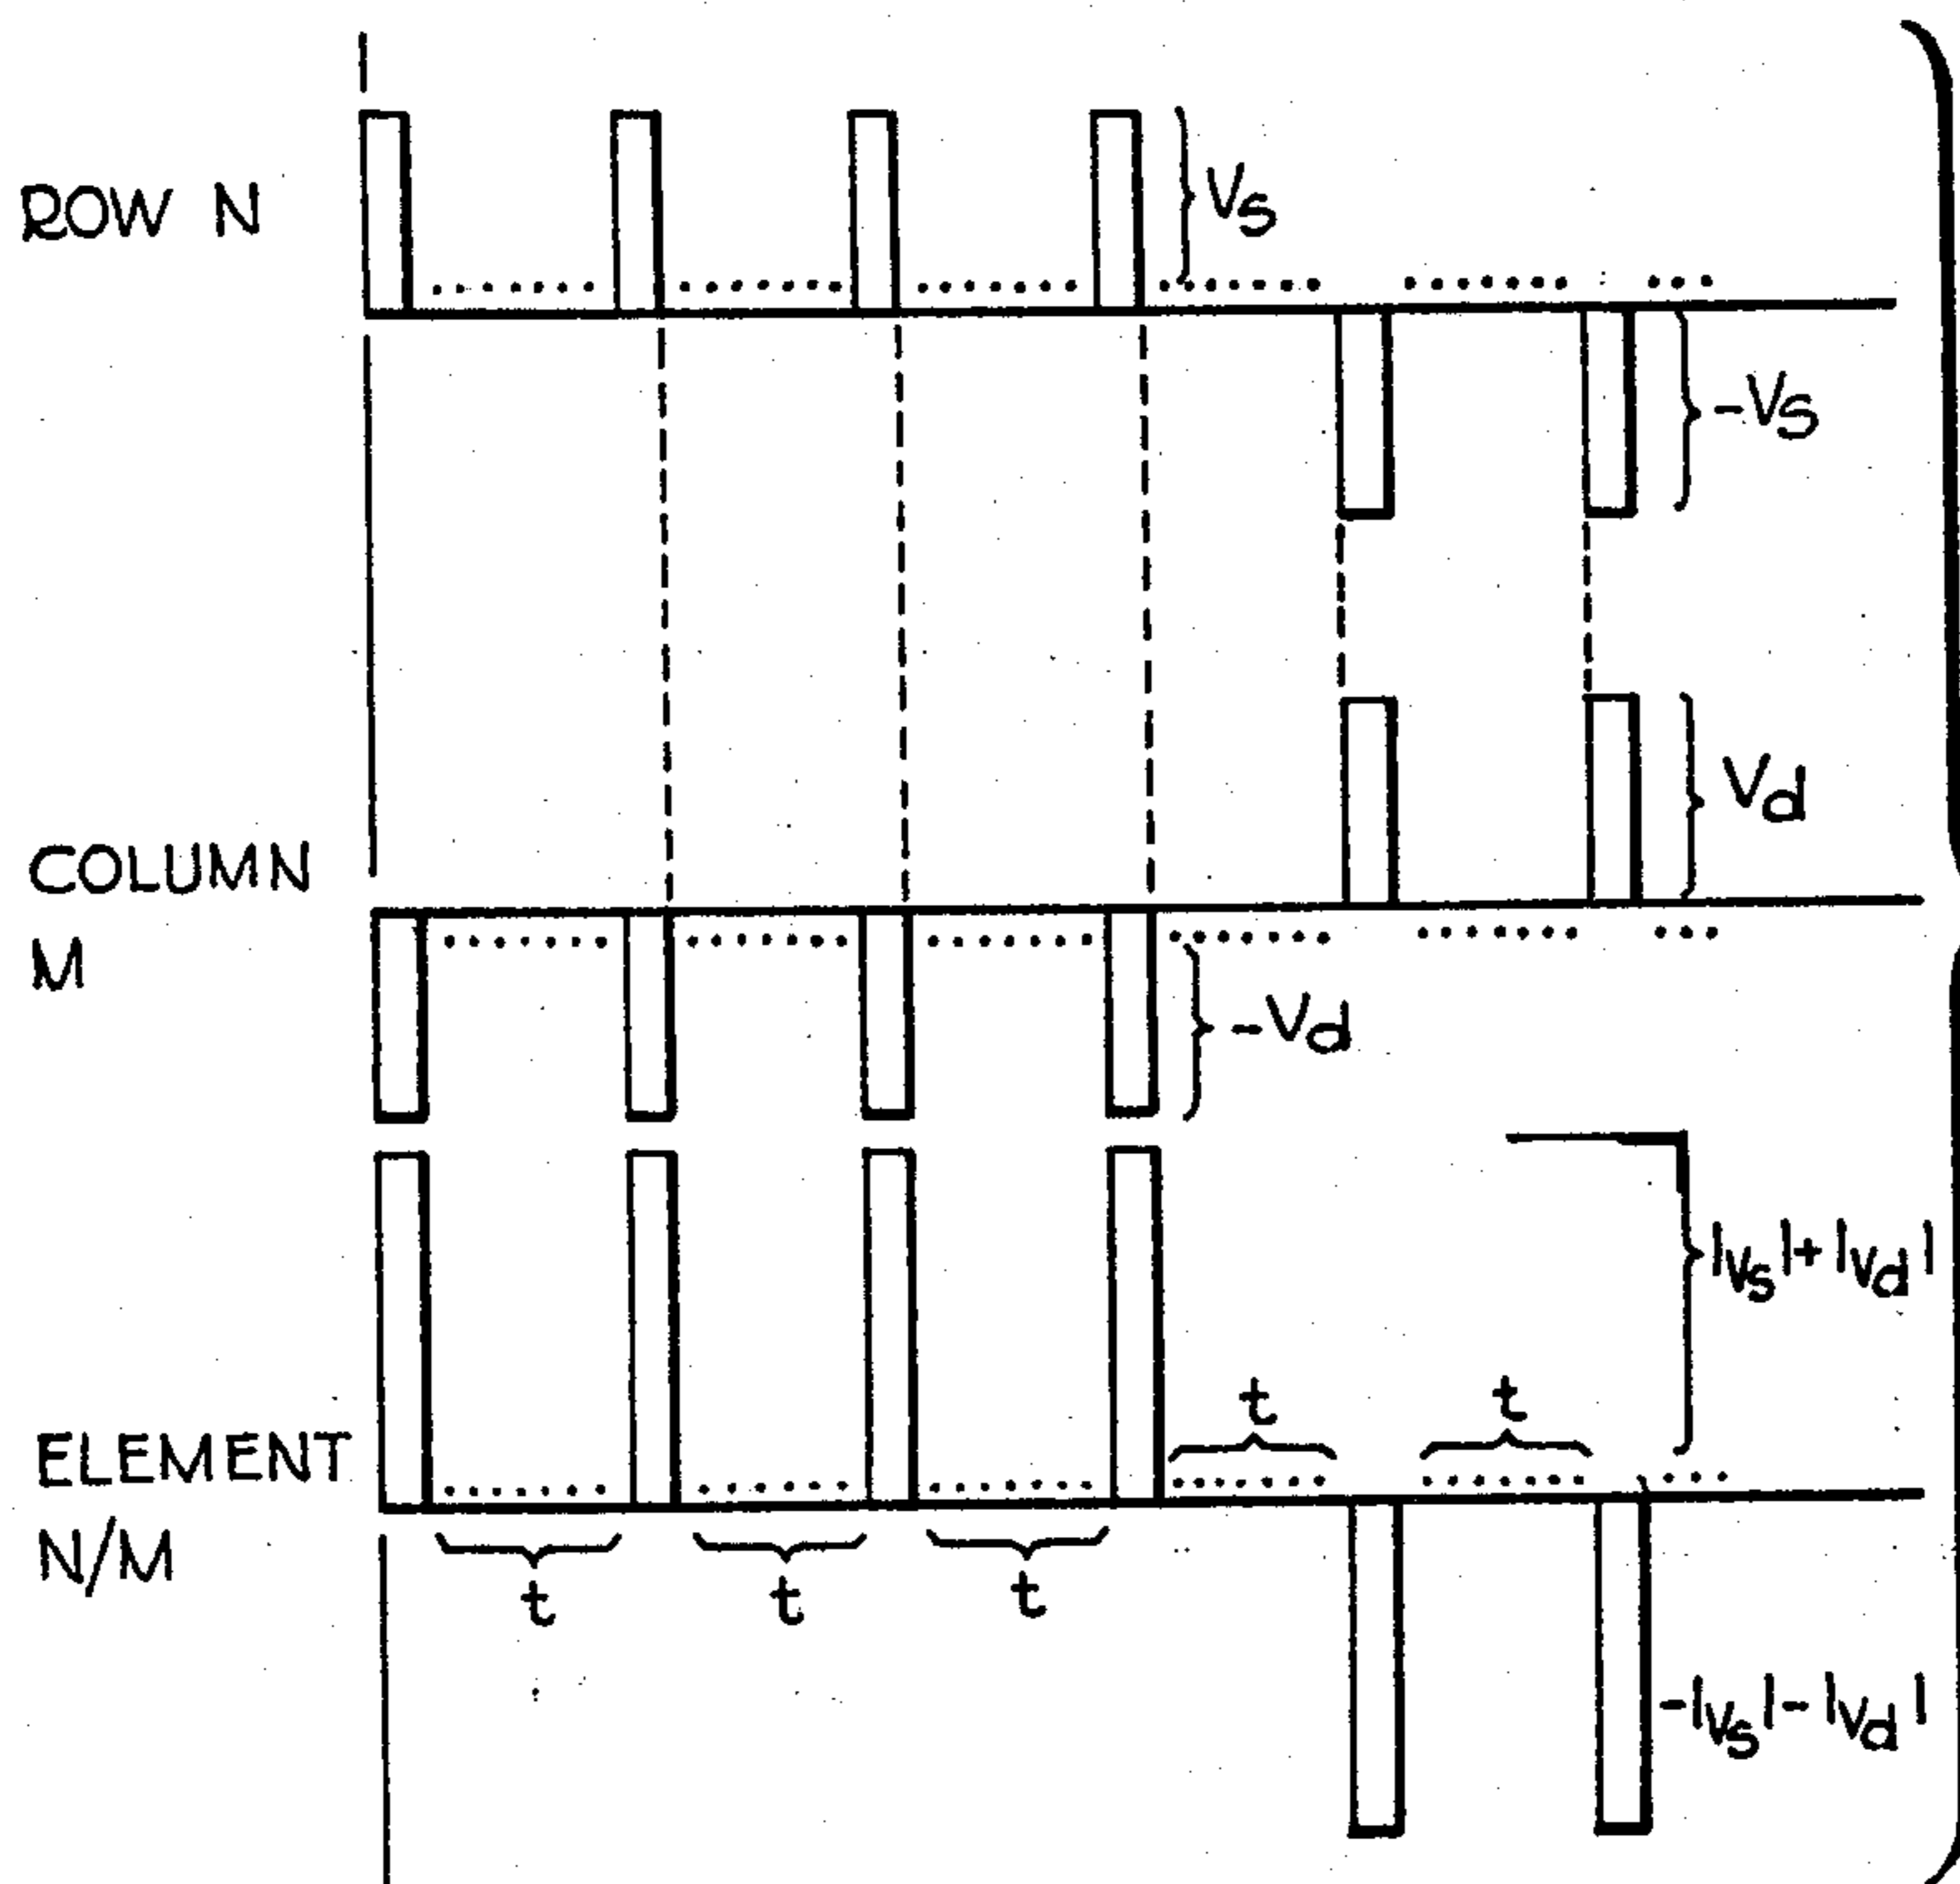 ROW N
Vs
-Vs
Vd
COLUMN
M
-Vd
|Vs|+|Vd|
t
t
ELEMENT
N/M
t
t
t
-|Vs|-|Vd|